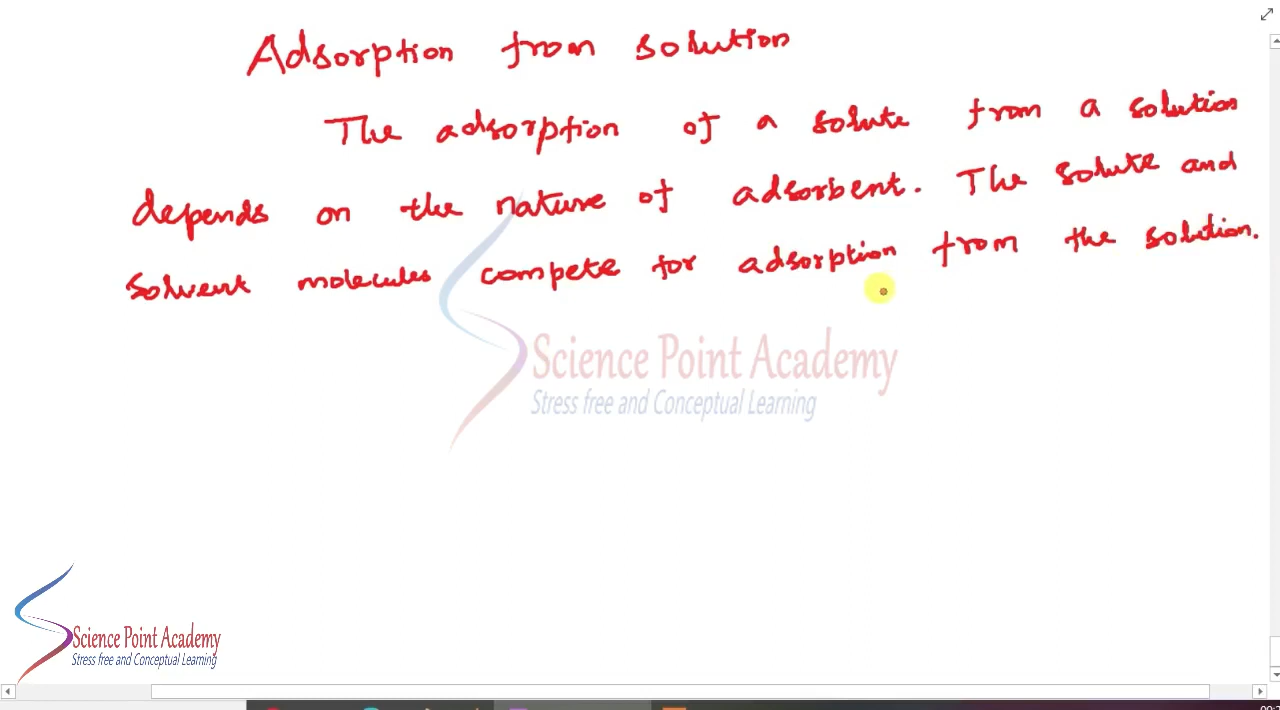 Adsorption from solution
The adsorption of a solute from a solution
depends on the nature of adsorbent. The solute and
solvent molecules compete for adsorption from the solution.
Science Point Academy
Stress free and Conceptual Learning
Science Point Academy
Stress free and Conceptual Learning